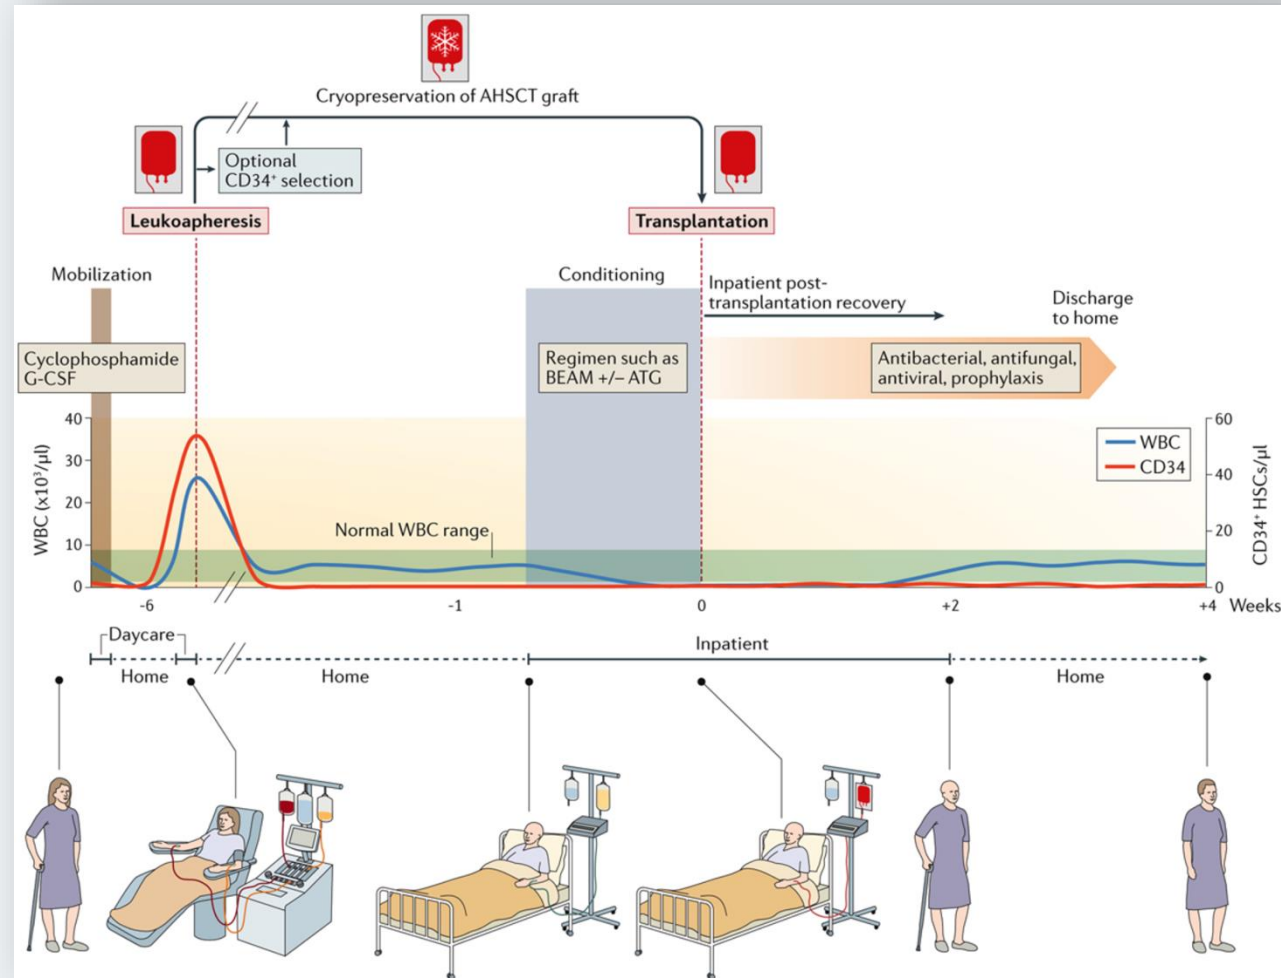 Cryopreservation of AHSCT graft
Optional
CD34⁺ selection
Leukoapheresis
Transplantation
Mobilization
Conditioning
Inpatient post-
transplantation recovery
Discharge
to home
Cyclophosphamide
G-CSF
Regimen such as
BEAM +/– ATG
Antibacterial, antifungal,
antiviral, prophylaxis
WBC (x10³/µl)
40
30
20
10
0
Normal WBC range
WBC
CD34
60
40
20
0
CD34⁺ HSCs/µl
-6
-1
0
+2
+4
Weeks
Daycare
Home
Home
Inpatient
Home